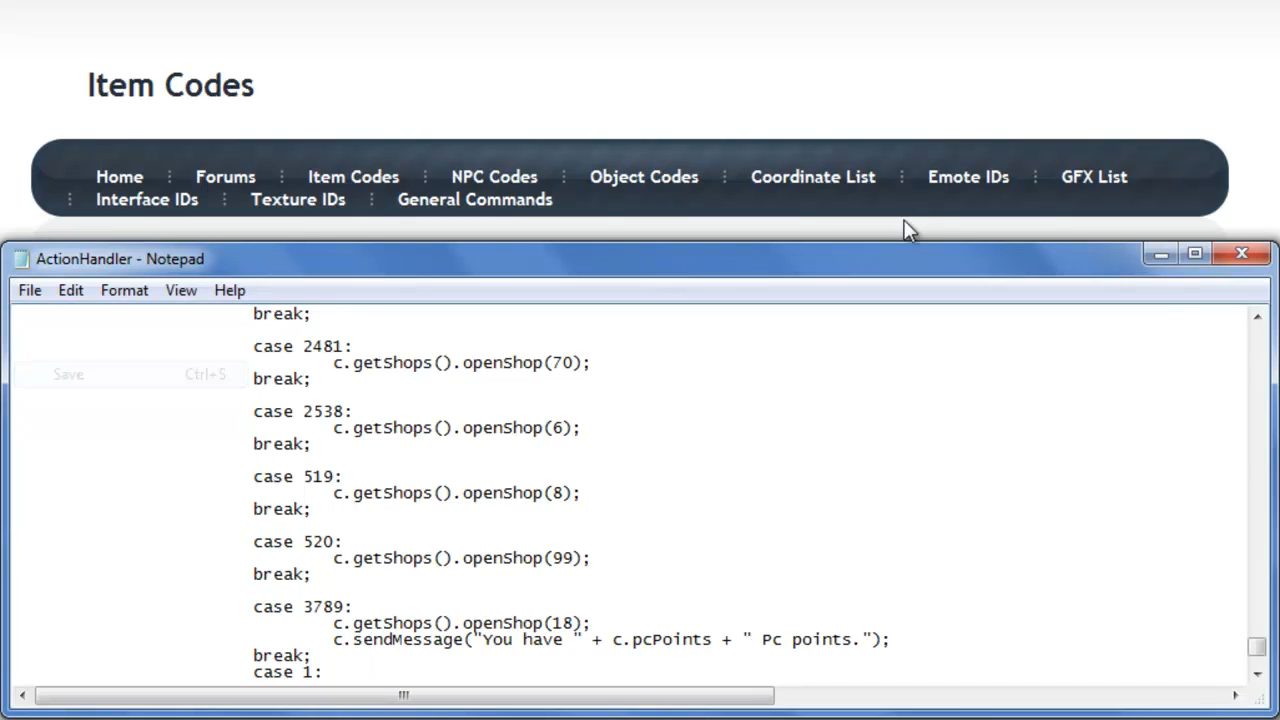 Item Codes
Home Forums Item Codes NPC Codes Object Codes Coordinate List Emote IDs GFX List
Interface IDs Texture IDs General Commands
ActionHandler - Notepad
File Edit Format View Help
break;
case 2481:
c.getShops().openShop(70);
Save Ctrl+S
break;
case 2538:
c.getShops().openShop(6);
break;
case 519:
c.getShops().openShop(8);
break;
case 520:
c.getShops().openShop(99);
break;
case 3789:
c.getShops().openShop(18);
c.sendMessage("You have " + c.pcPoints + " Pc points.");
break;
case 1: